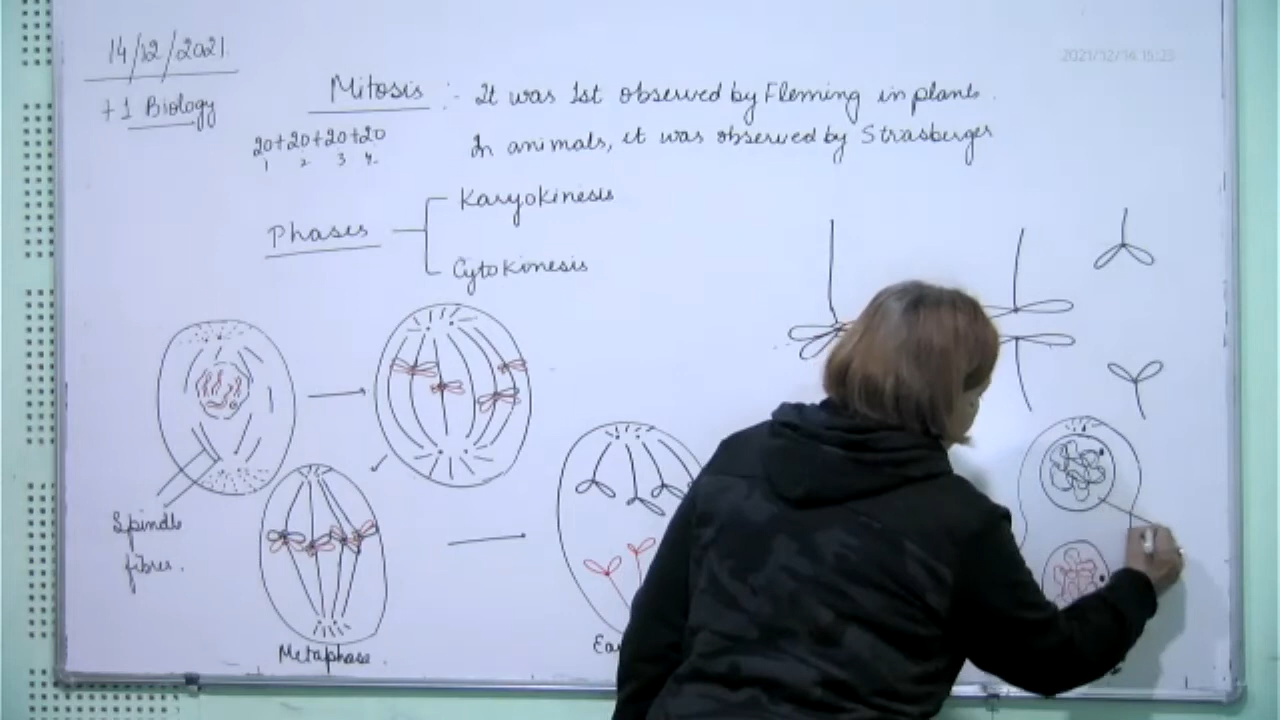 14/12/2021
2021/12/14 15:23
+1 Biology
Mitosis :- It was 1st observed by Fleming in plants.
20+20+20+20
1 2 3 4
In animals, it was observed by Strasberger
Phases
Karyokinesis
Cytokinesis
Spindle
fibres.
Metaphase.